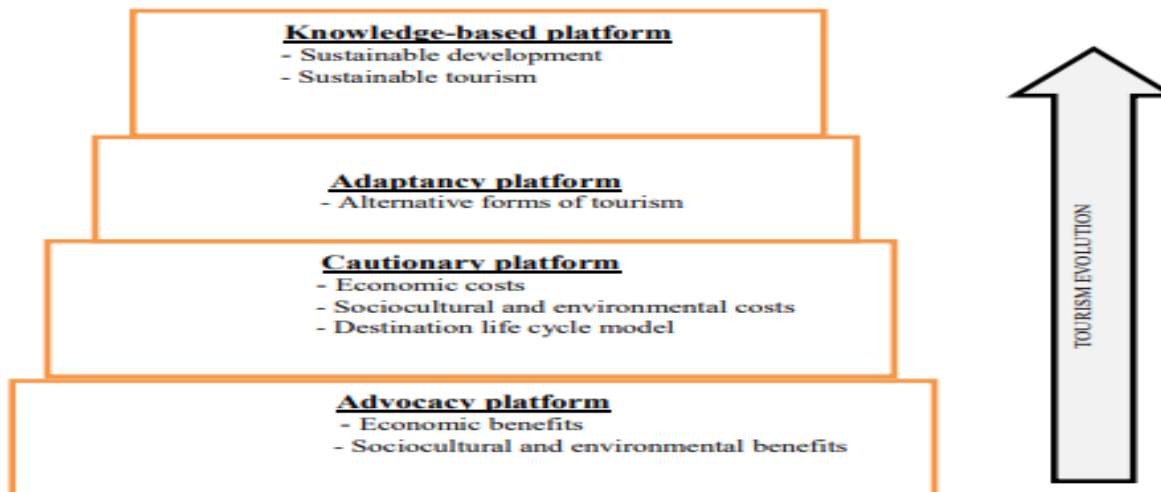 Knowledge-based platform
- Sustainable development
- Sustainable tourism
Adaptancy platform
- Alternative forms of tourism
Cautionary platform
- Economic costs
- Sociocultural and environmental costs
- Destination life cycle model
Advocacy platform
- Economic benefits
- Sociocultural and environmental benefits
TOURISM EVOLUTION